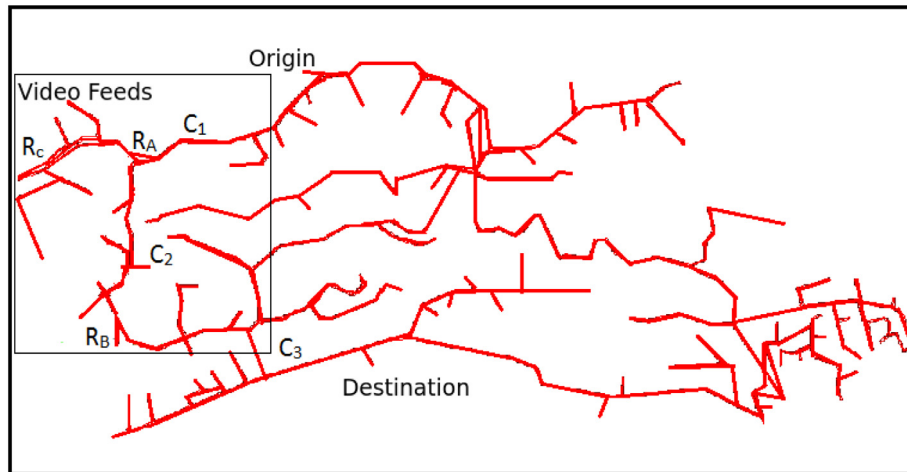 Origin
Video Feeds
C1
RA
Rc
C2
RB
C3
Destination